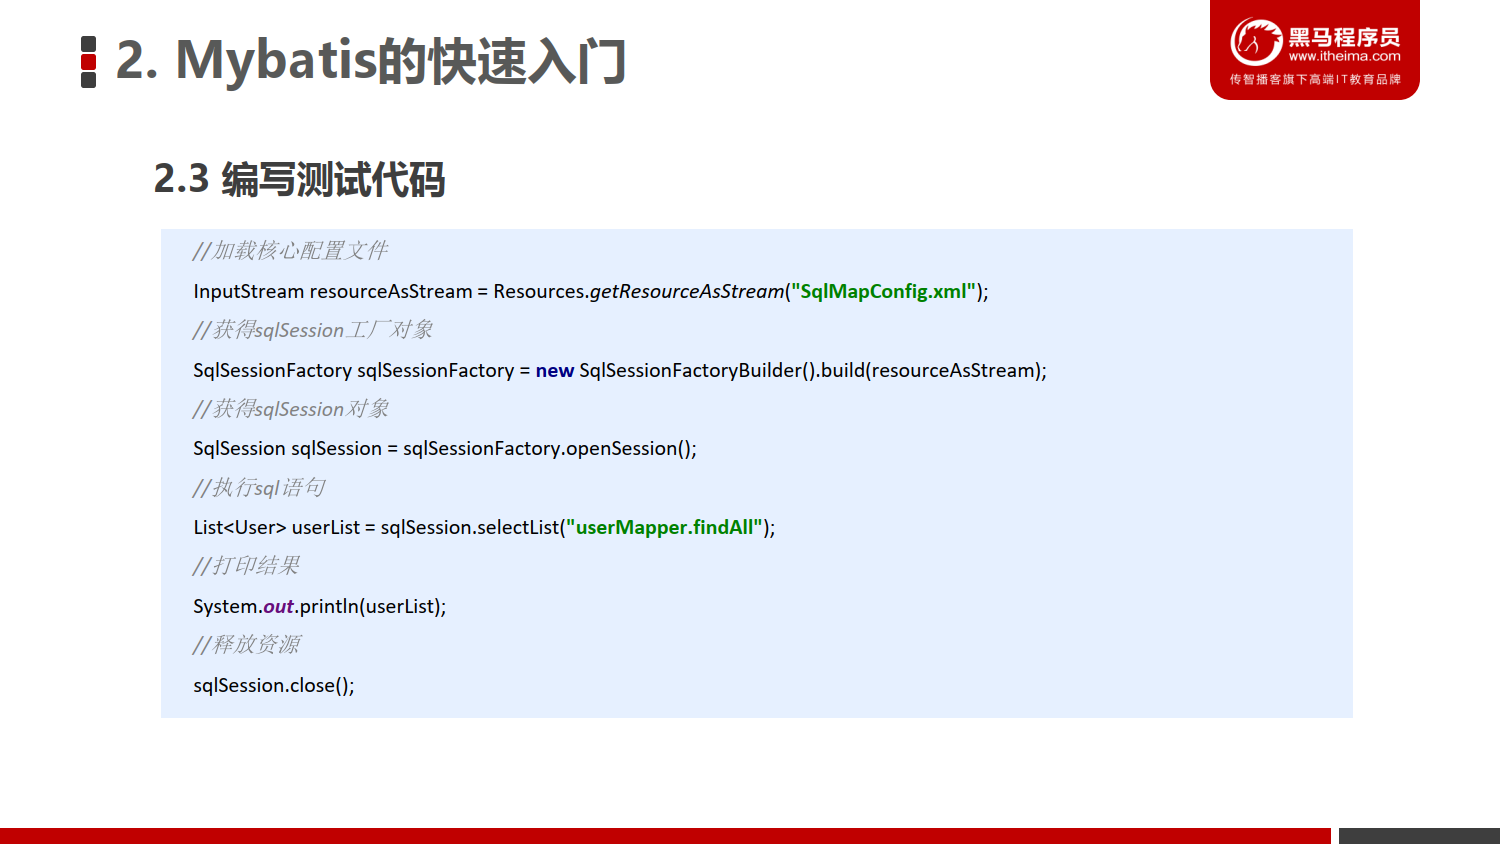 2. Mybatis的快速入门
黑马程序员
www.itheima.com
传智播客旗下高端IT教育品牌
2.3 编写测试代码
//加载核心配置文件
InputStream resourceAsStream = Resources.getResourceAsStream("SqlMapConfig.xml");
//获得sqlSession工厂对象
SqlSessionFactory sqlSessionFactory = new SqlSessionFactoryBuilder().build(resourceAsStream);
//获得sqlSession对象
SqlSession sqlSession = sqlSessionFactory.openSession();
//执行sql语句
List<User> userList = sqlSession.selectList("userMapper.findAll");
//打印结果
System.out.println(userList);
//释放资源
sqlSession.close();